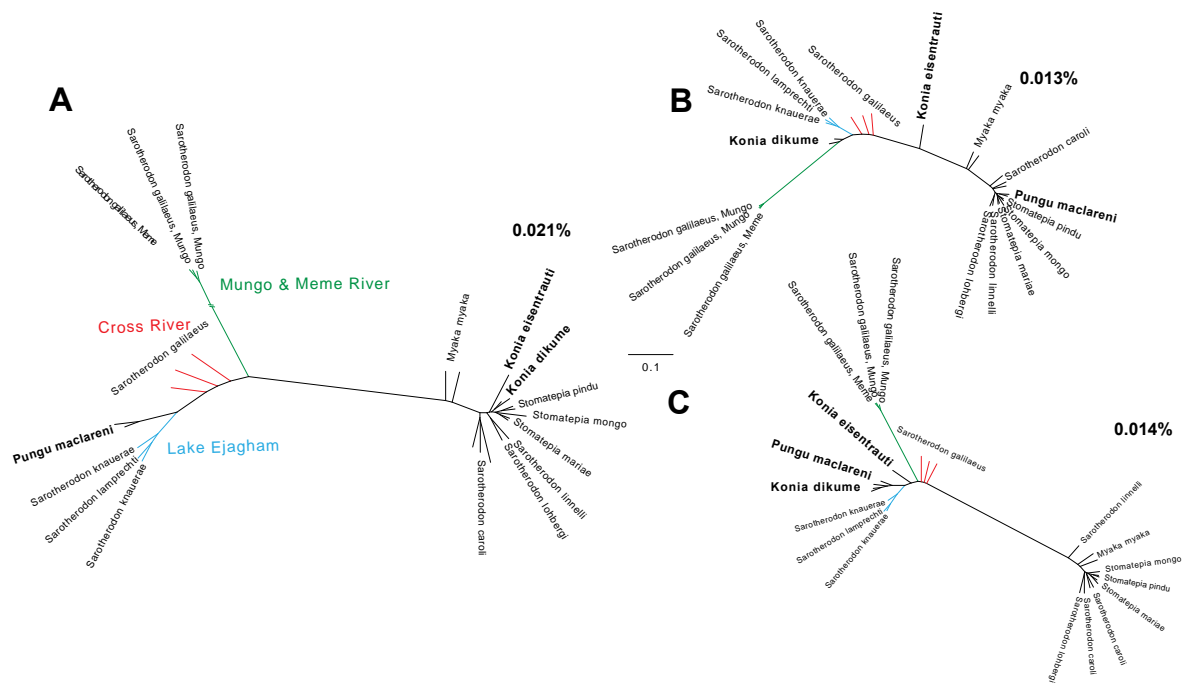 A
Sarotherodon galilaeus, Meme
Sarotherodon galilaeus, Mungo
Sarotherodon galilaeus, Mungo
0.021%
Mungo & Meme River
Cross River
Sarotherodon galilaeus
Pungu maclareni
Lake Ejagham
Sarotherodon knauerae
Sarotherodon lamprechti
Sarotherodon knauerae
Myaka myaka
Konia eisentrauti
Konia dikume
Stomatepia pindu
Stomatepia mongo
Stomatepia mariae
Sarotherodon linnelli
Sarotherodon lohbergi
Sarotherodon caroli
B
Sarotherodon knauerae
Sarotherodon lamprechti
Sarotherodon knauerae
Sarotherodon galilaeus
Konia eisentrauti
0.013%
Myaka myaka
Konia dikume
Sarotherodon caroli
Pungu maclareni
Stomatepia pindu
Stomatepia mongo
Stomatepia mariae
Sarotherodon linnelli
Sarotherodon lohbergi
Sarotherodon galilaeus, Mungo
Sarotherodon galilaeus, Mungo
Sarotherodon galilaeus, Meme
0.1
C
Sarotherodon galilaeus, Meme
Sarotherodon galilaeus, Mungo
Sarotherodon galilaeus, Mungo
0.014%
Konia eisentrauti
Sarotherodon galilaeus
Pungu maclareni
Konia dikume
Sarotherodon knauerae
Sarotherodon lamprechti
Sarotherodon knauerae
Sarotherodon linnelli
Myaka myaka
Stomatepia mongo
Stomatepia pindu
Stomatepia mariae
Sarotherodon caroli
Sarotherodon caroli
Sarotherodon lohbergi